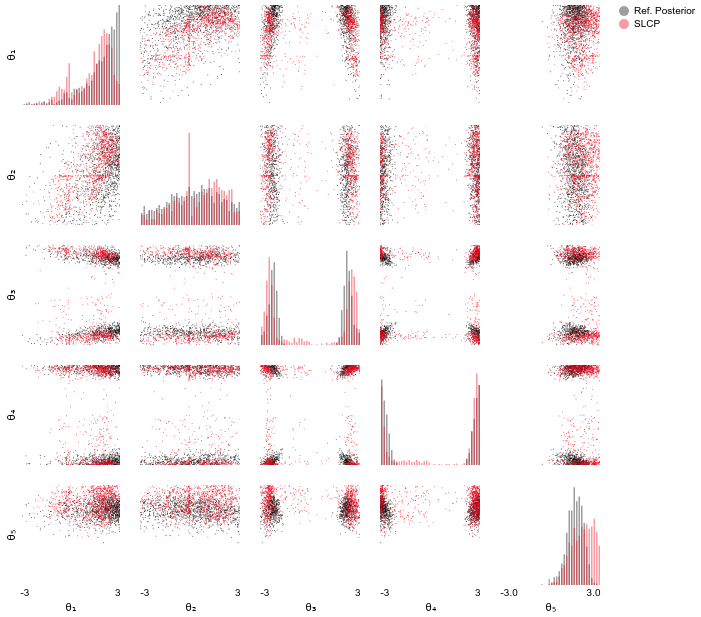 Ref. Posterior
SLCP
θ₁
θ₂
θ₃
θ₄
θ₅
-3 3 -3 3 -3 3 -3 3 -3.0 3.0
θ₁ θ₂ θ₃ θ₄ θ₅